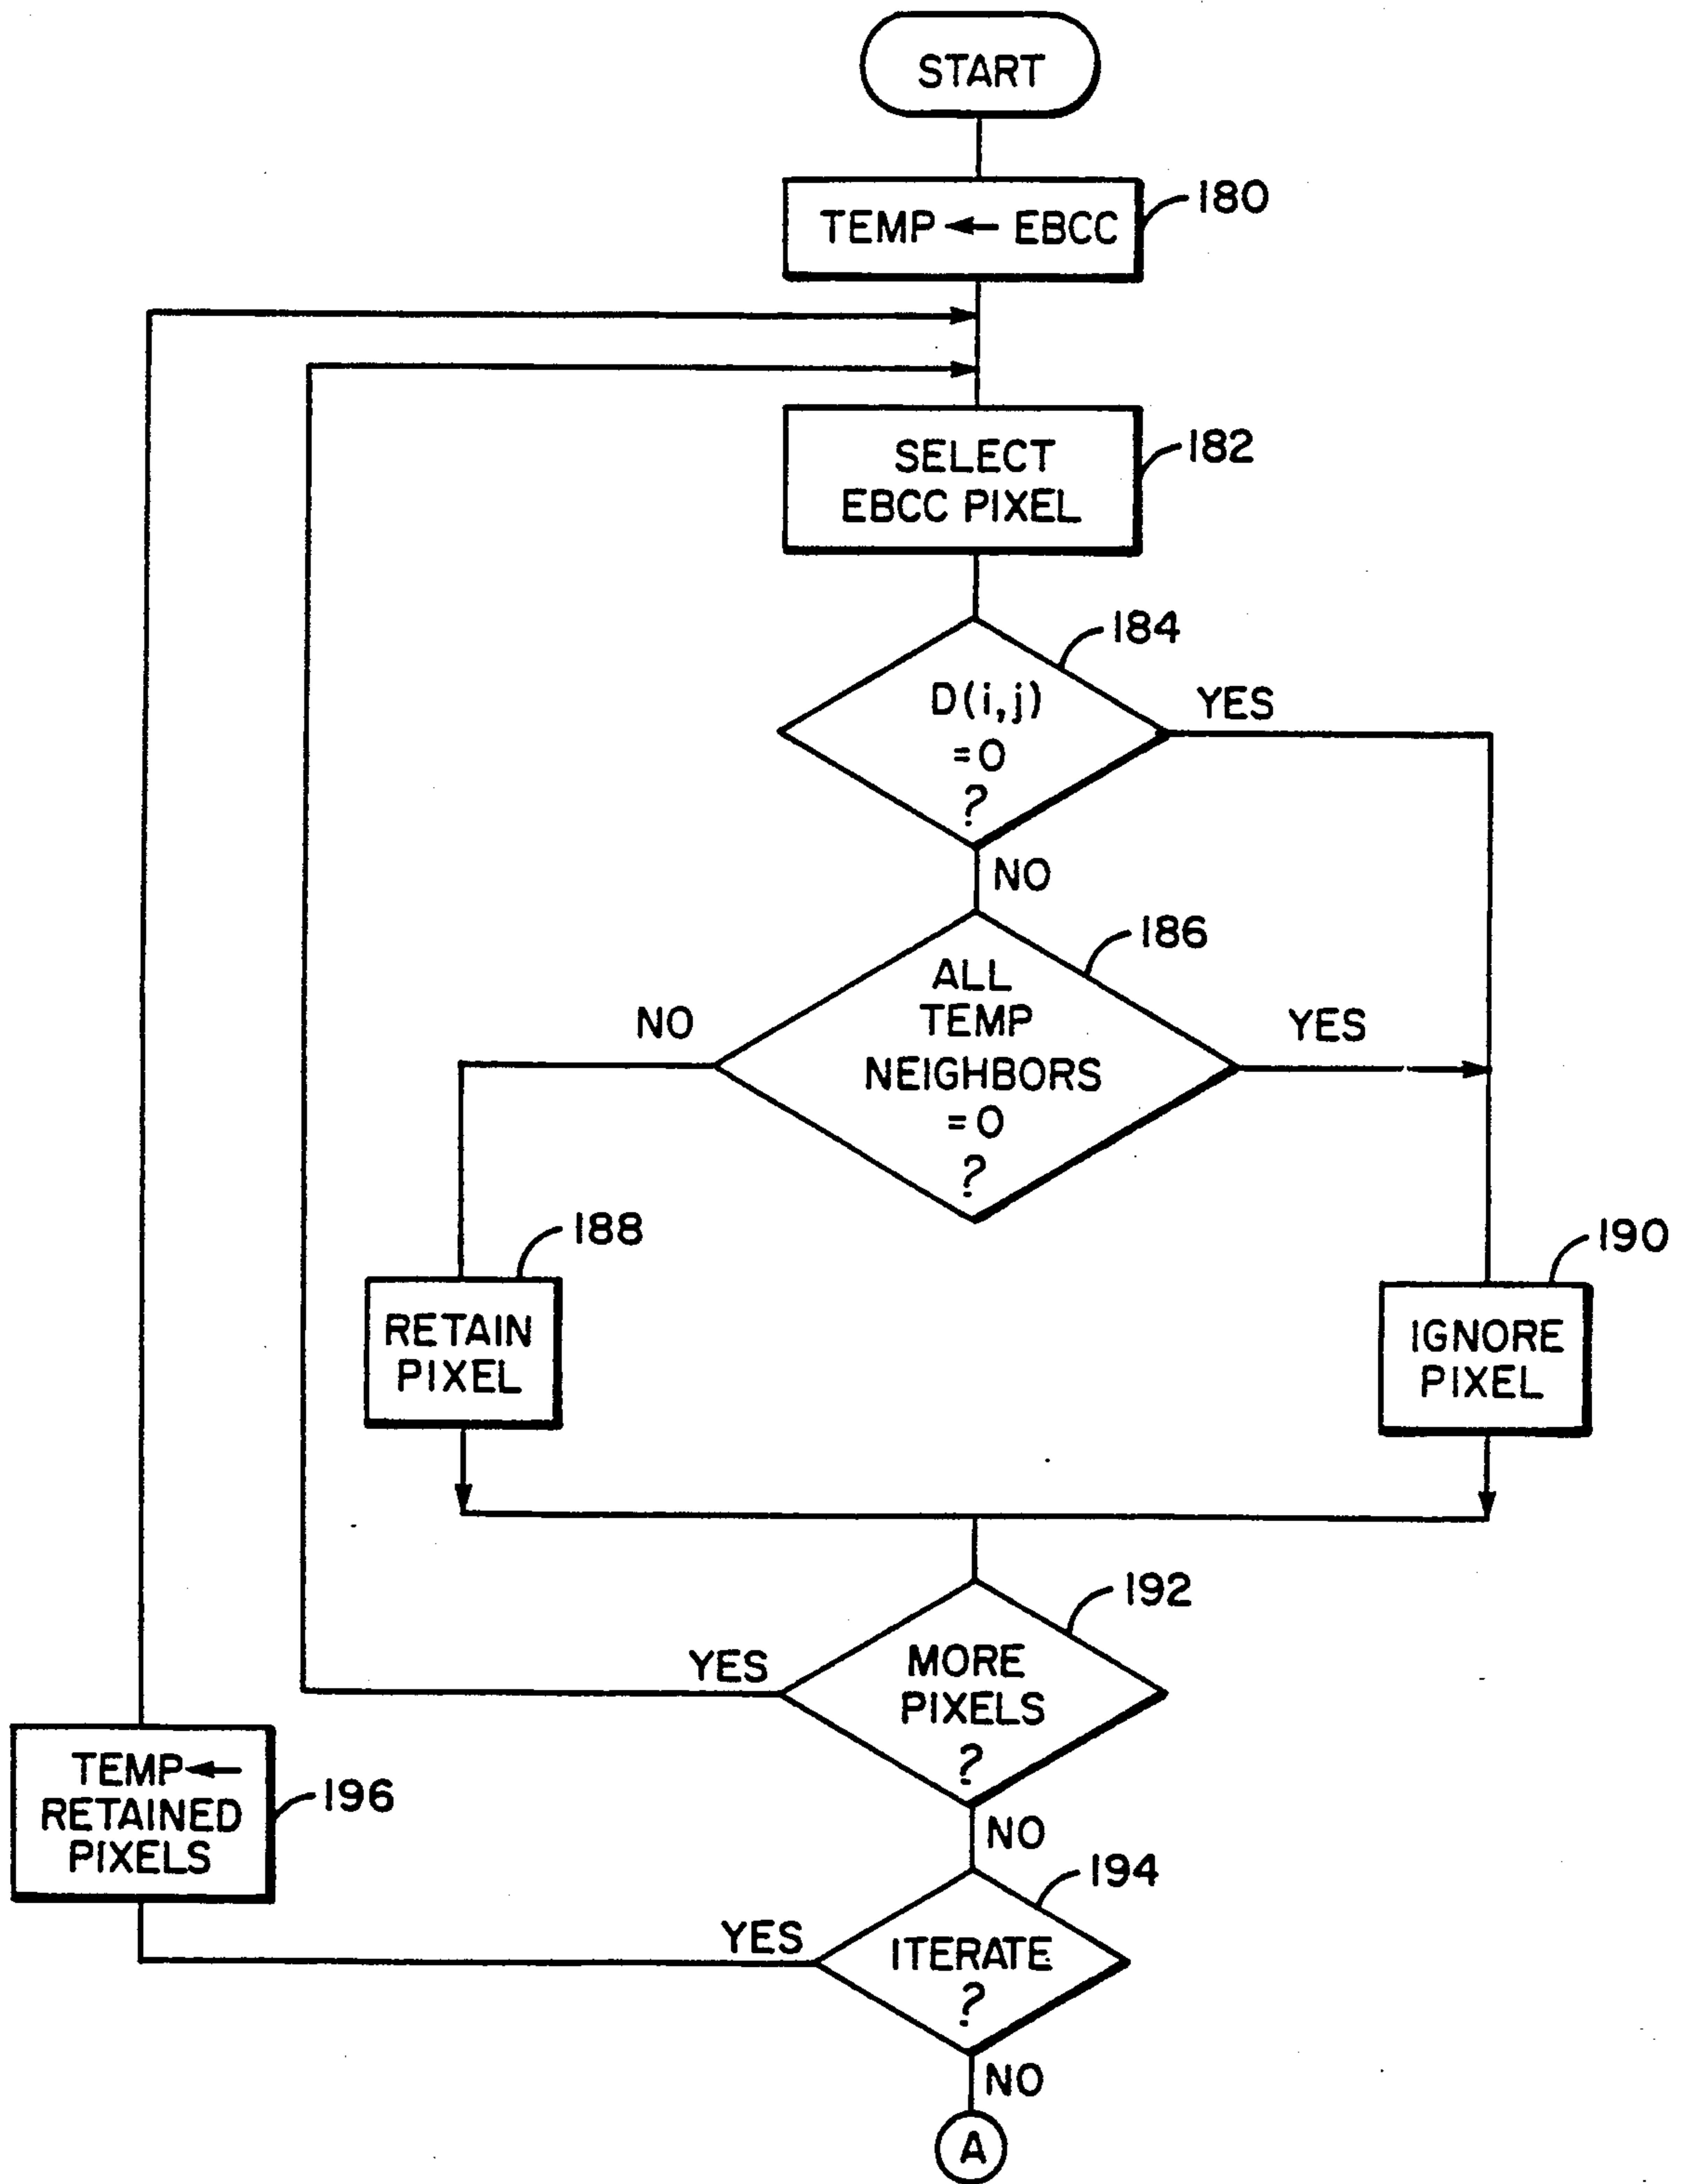 START
TEMP ← EBCC
180
SELECT
EBCC PIXEL
182
184
D(i,j)
=0
?
YES
NO
186
ALL
TEMP
NEIGHBORS
=0
?
NO
YES
188
RETAIN
PIXEL
190
IGNORE
PIXEL
192
MORE
PIXELS
?
YES
NO
TEMP←
RETAINED
PIXELS
196
194
ITERATE
?
YES
NO
A